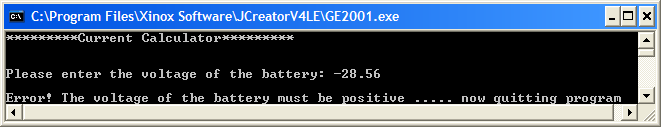 C:\Program Files\Xinox Software\JCreatorV4LE\GE2001.exe
*********Current Calculator*********
Please enter the voltage of the battery: -28.56
Error! The voltage of the battery must be positive ..... now quitting program